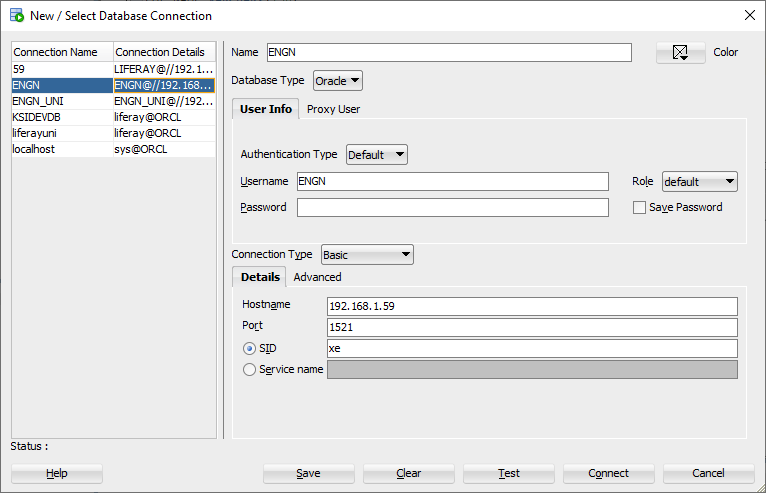 New / Select Database Connection
Connection Name Connection Details
59 LIFERAY@//192.1...
ENGN ENGN@//192.168...
ENGN_UNI ENGN_UNI@//192...
KSIDEVDB liferay@ORCL
liferayuni liferay@ORCL
localhost sys@ORCL
Name ENGN Color
Database Type Oracle
User Info Proxy User
Authentication Type Default
Username ENGN Role default
Password Save Password
Connection Type Basic
Details Advanced
Hostname 192.168.1.59
Port 1521
SID xe
Service name
Status :
Help Save Clear Test Connect Cancel